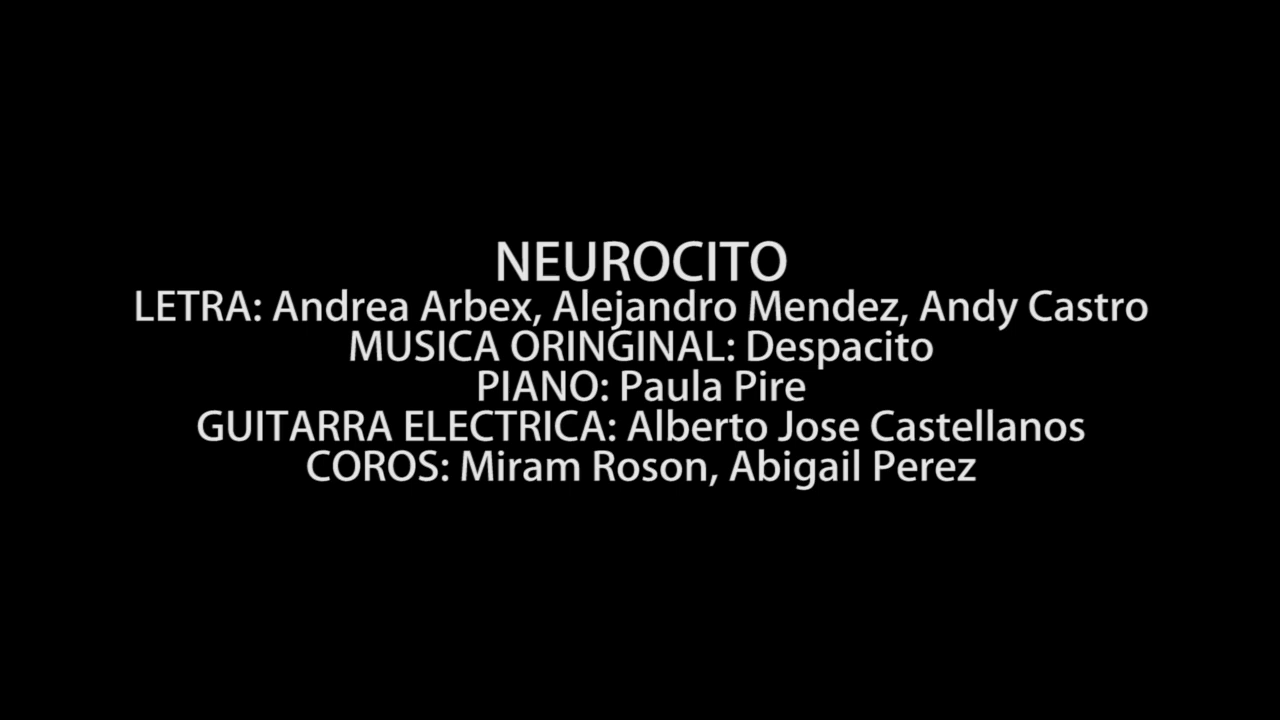 NEUROCITO
LETRA: Andrea Arbex, Alejandro Mendez, Andy Castro
MUSICA ORINGINAL: Despacito
PIANO: Paula Pire
GUITARRA ELECTRICA: Alberto Jose Castellanos
COROS: Miram Roson, Abigail Perez